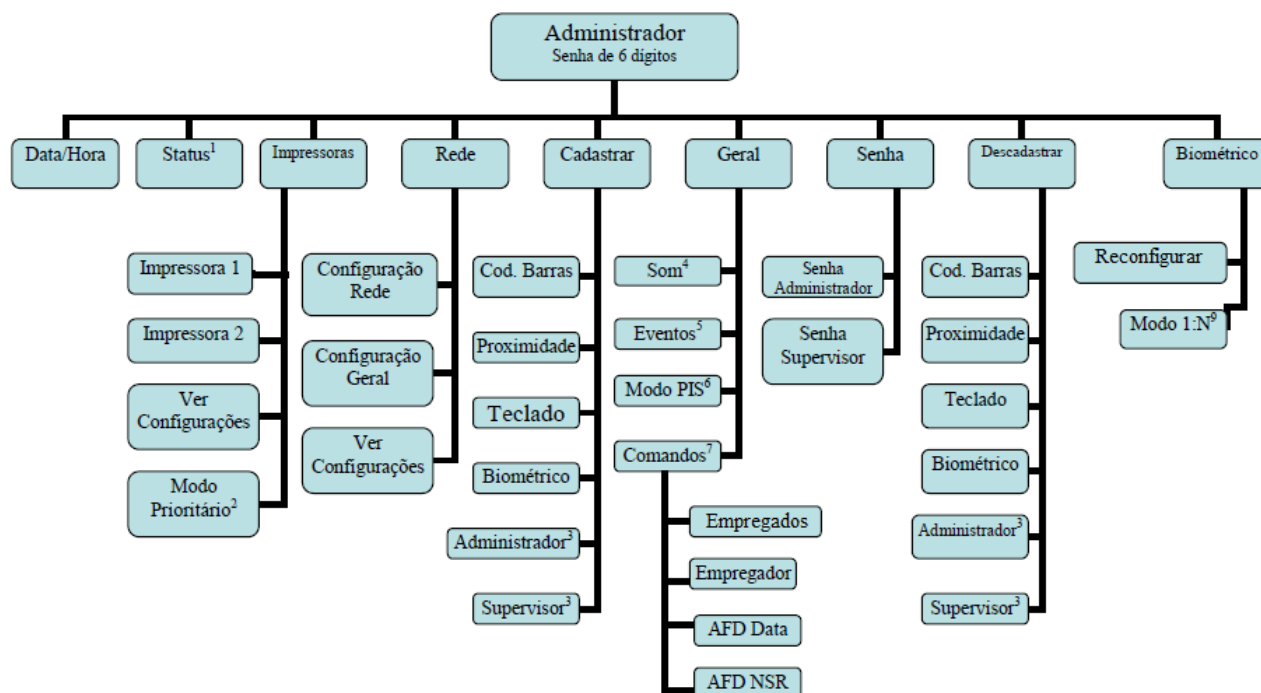 Administrador
Senha de 6 dígitos
Data/Hora
Status¹
Impressoras
Rede
Cadastrar
Geral
Senha
Descadastrar
Biométrico
Impressora 1
Impressora 2
Ver
Configurações
Modo
Prioritário²
Configuração
Rede
Configuração
Geral
Ver
Configurações
Cod. Barras
Proximidade
Teclado
Biométrico
Administrador³
Supervisor³
Som⁴
Eventos⁵
Modo PIS⁶
Comandos⁷
Empregados
Empregador
AFD Data
AFD NSR
Senha
Administrador
Senha
Supervisor
Cod. Barras
Proximidade
Teclado
Biométrico
Administrador³
Supervisor³
Reconfigurar
Modo 1:N⁹